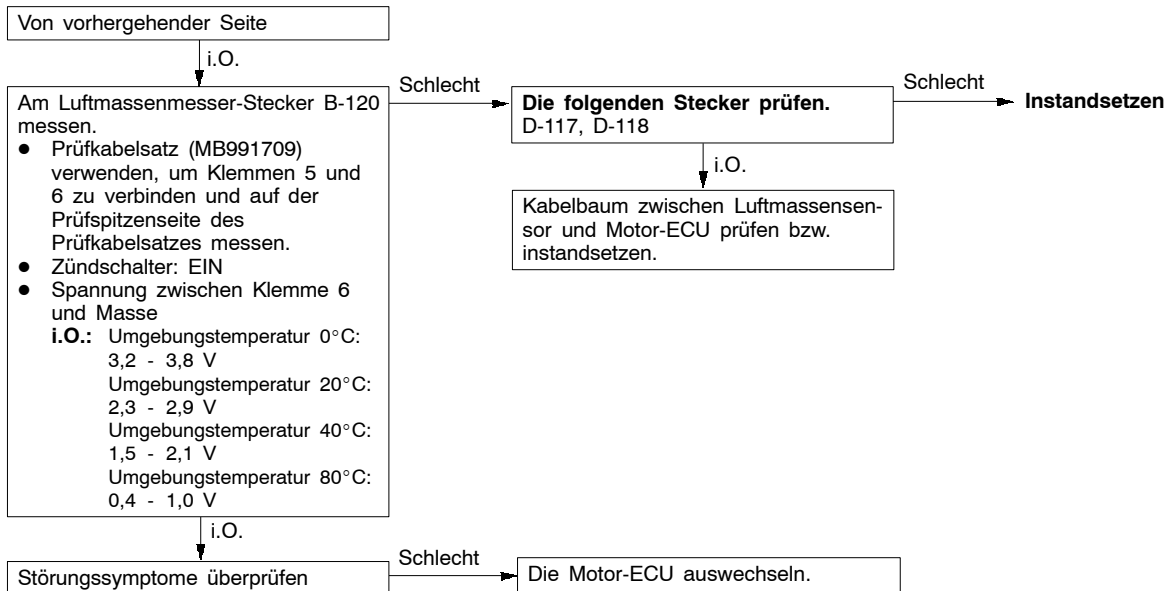 Von vorhergehender Seite
i.O.
Am Luftmassenmesser-Stecker B-120
messen.
● Prüfkabelsatz (MB991709)
verwenden, um Klemmen 5 und
6 zu verbinden und auf der
Prüfspitzenseite des
Prüfkabelsatzes messen.
● Zündschalter: EIN
● Spannung zwischen Klemme 6
und Masse
i.O.: Umgebungstemperatur 0°C:
3,2 - 3,8 V
Umgebungstemperatur 20°C:
2,3 - 2,9 V
Umgebungstemperatur 40°C:
1,5 - 2,1 V
Umgebungstemperatur 80°C:
0,4 - 1,0 V
Schlecht
Die folgenden Stecker prüfen.
D-117, D-118
Schlecht
Instandsetzen
i.O.
Kabelbaum zwischen Luftmassensen-
sor und Motor-ECU prüfen bzw.
instandsetzen.
i.O.
Störungssymptome überprüfen
Schlecht
Die Motor-ECU auswechseln.